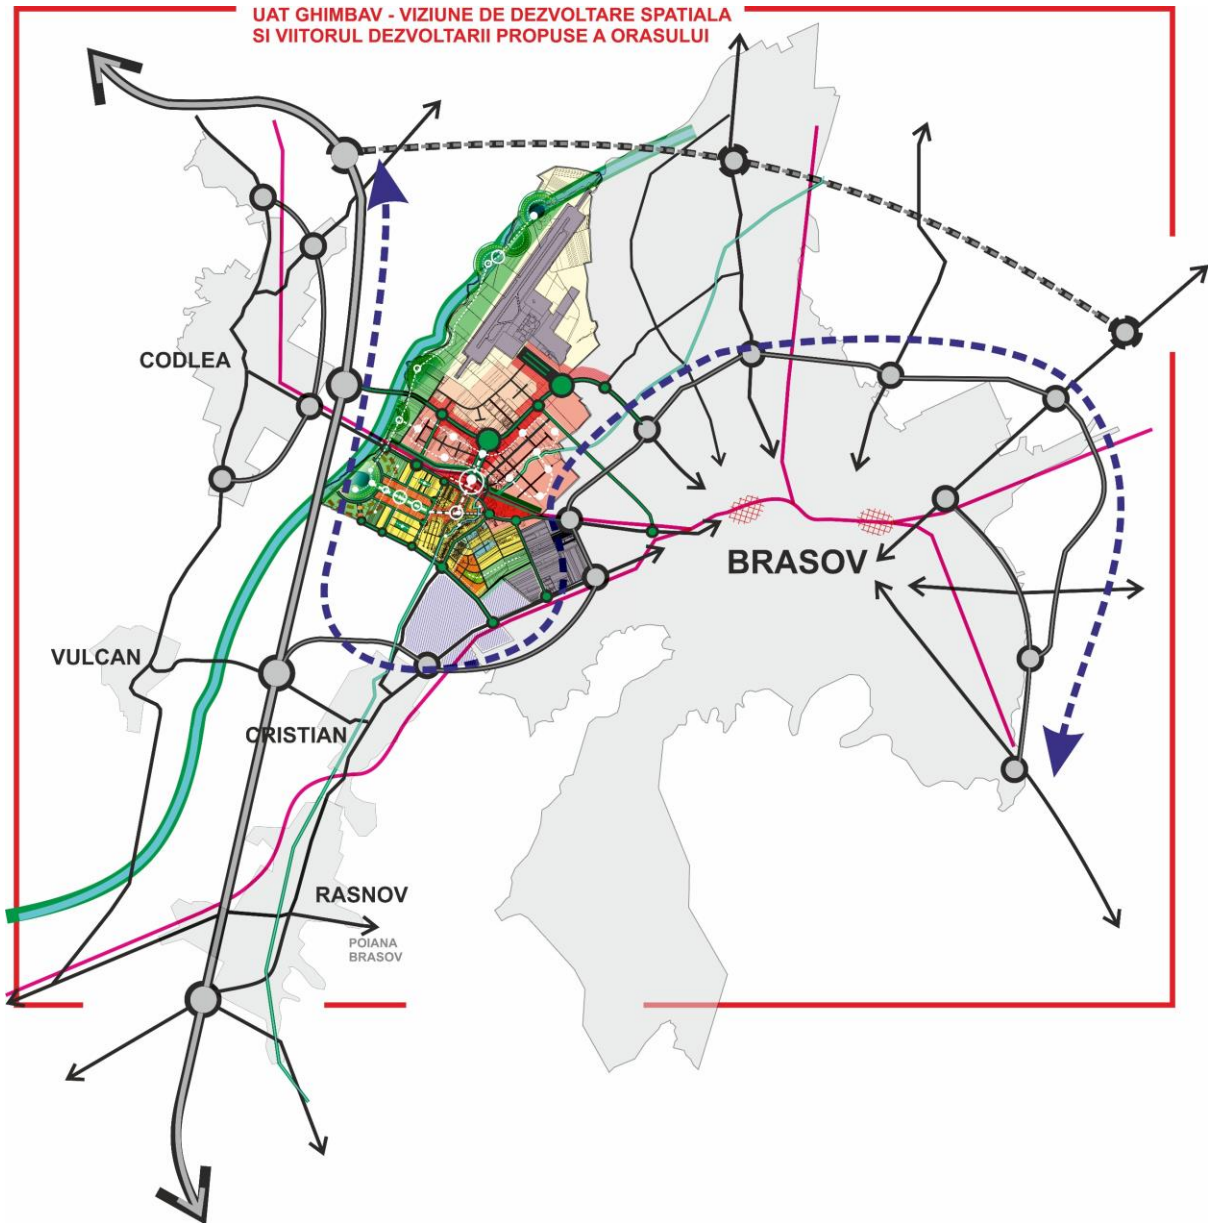 UAT GHIMBAV - VIZIUNE DE DEZVOLTARE SPATIALA
SI VIITORUL DEZVOLTARII PROPUSE A ORASULUI
CODLEA
BRASOV
VULCAN
CRISTIAN
RASNOV
POIANA
BRASOV